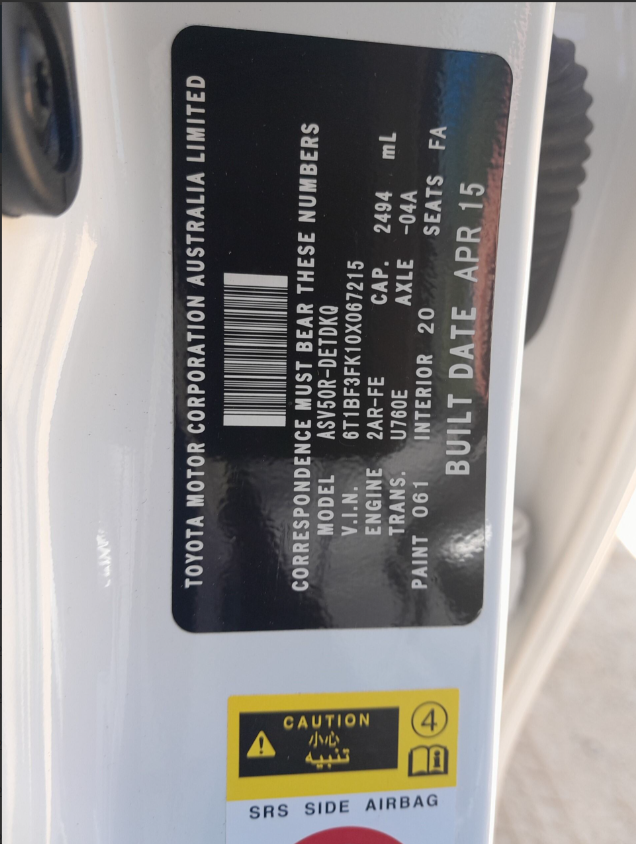 TOYOTA MOTOR CORPORATION AUSTRALIA LIMITED
CORRESPONDENCE MUST BEAR THESE NUMBERS
MODEL ASV50R-DETDKQ
V.I.N. 6T1BF3FK10X067215
ENGINE 2AR-FE CAP. 2494 mL
TRANS. U760E AXLE -04A
PAINT 061 INTERIOR 20 SEATS FA
BUILT DATE APR 15
CAUTION
小心
تنبيه
4
SRS SIDE AIRBAG